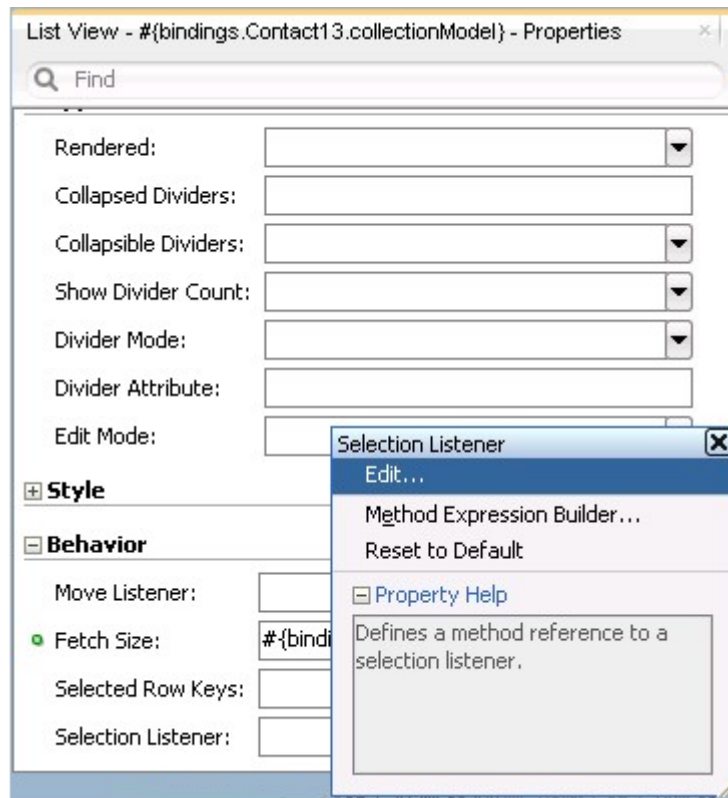 List View - #{bindings.Contact13.collectionModel} - Properties
Find
Rendered:
Collapsed Dividers:
Collapsible Dividers:
Show Divider Count:
Divider Mode:
Divider Attribute:
Edit Mode:
Selection Listener
Edit...
Method Expression Builder...
Reset to Default
Property Help
Defines a method reference to a
selection listener.
Style
Behavior
Move Listener:
Fetch Size: #{bindi
Selected Row Keys:
Selection Listener: